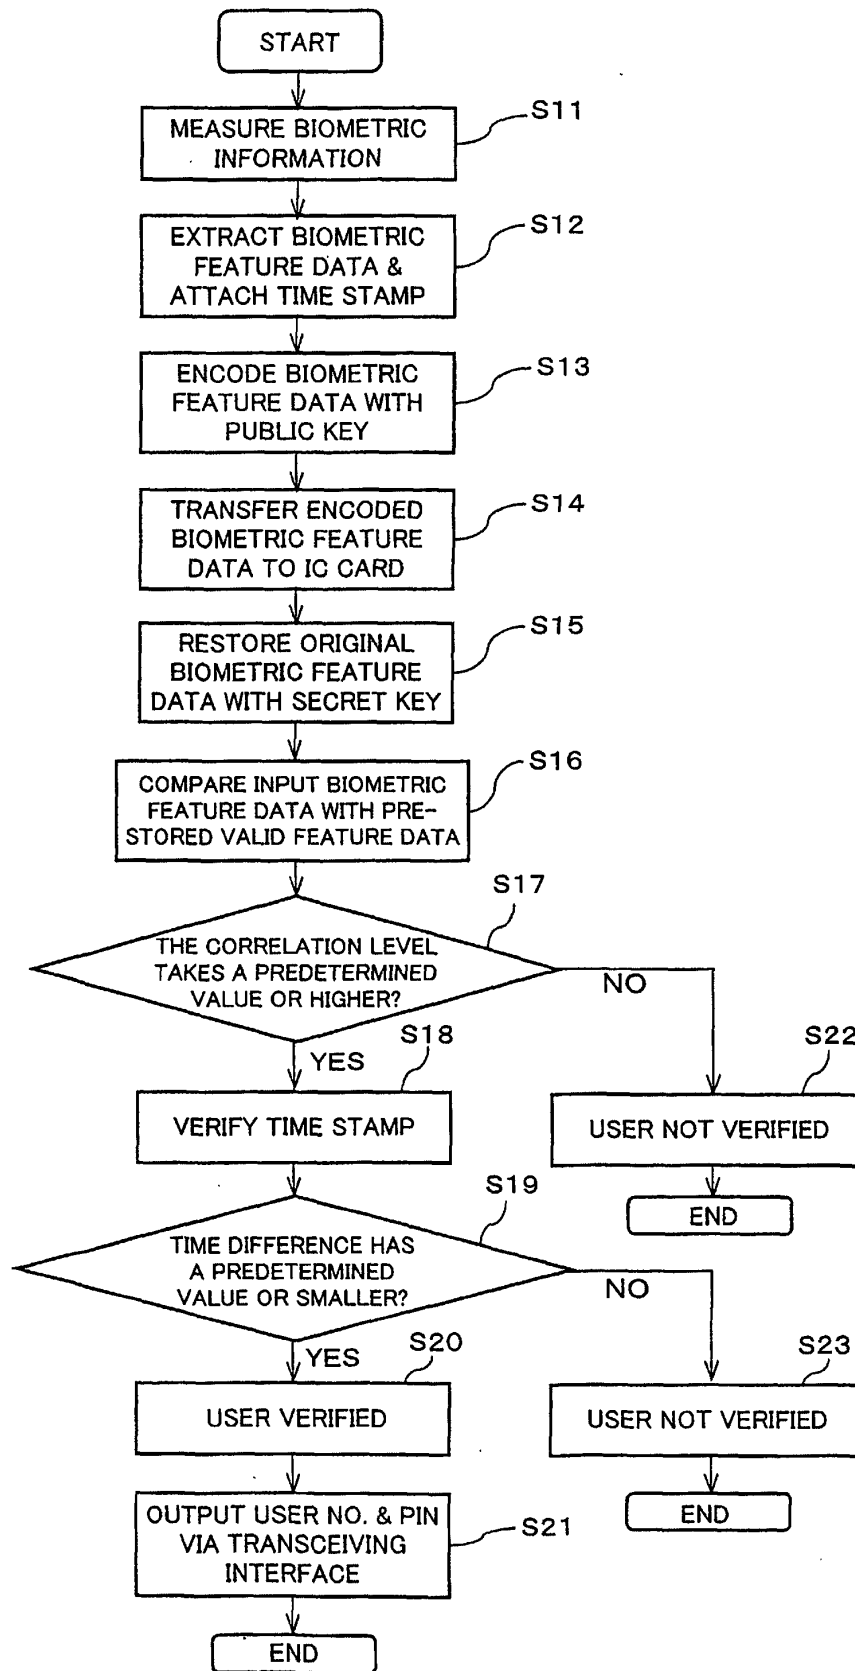 START
S11
MEASURE BIOMETRIC
INFORMATION
S12
EXTRACT BIOMETRIC
FEATURE DATA &
ATTACH TIME STAMP
S13
ENCODE BIOMETRIC
FEATURE DATA WITH
PUBLIC KEY
S14
TRANSFER ENCODED
BIOMETRIC FEATURE
DATA TO IC CARD
S15
RESTORE ORIGINAL
BIOMETRIC FEATURE
DATA WITH SECRET KEY
S16
COMPARE INPUT BIOMETRIC
FEATURE DATA WITH PRE-
STORED VALID FEATURE DATA
S17
THE CORRELATION LEVEL
TAKES A PREDETERMINED
VALUE OR HIGHER?
NO
YES
S18
S22
VERIFY TIME STAMP
USER NOT VERIFIED
END
S19
TIME DIFFERENCE HAS
A PREDETERMINED
VALUE OR SMALLER?
NO
YES
S20
S23
USER VERIFIED
USER NOT VERIFIED
END
OUTPUT USER NO. & PIN
VIA TRANSCEIVING
INTERFACE
S21
END